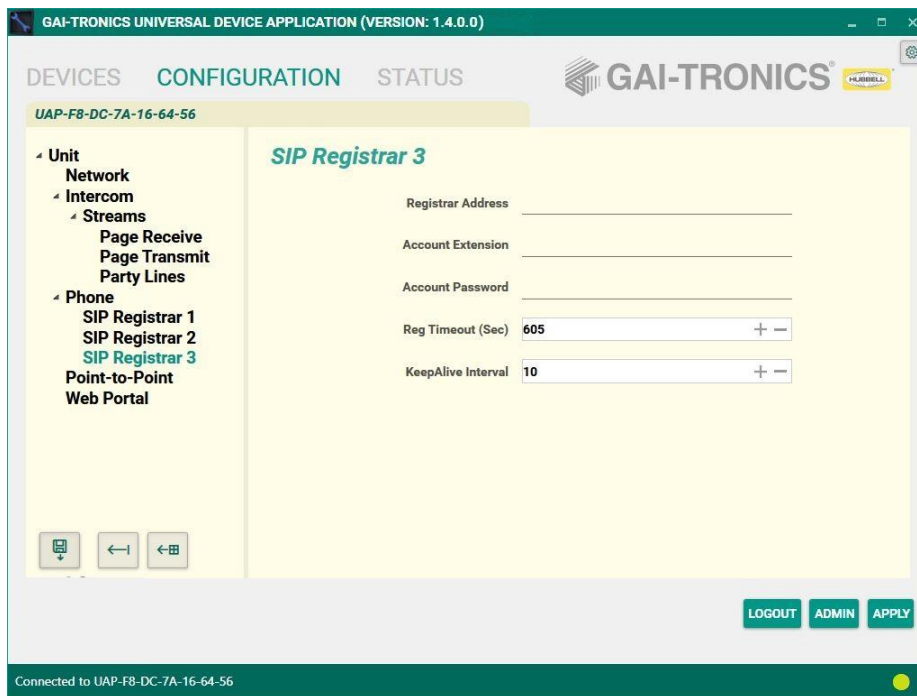 GAI-TRONICS UNIVERSAL DEVICE APPLICATION (VERSION: 1.4.0.0)
DEVICES CONFIGURATION STATUS
GAI-TRONICS® HUBBELL
UAP-F8-DC-7A-16-64-56
Unit
Network
Intercom
Streams
Page Receive
Page Transmit
Party Lines
Phone
SIP Registrar 1
SIP Registrar 2
SIP Registrar 3
Point-to-Point
Web Portal
SIP Registrar 3
Registrar Address
Account Extension
Account Password
Reg Timeout (Sec) 605
KeepAlive Interval 10
LOGOUT ADMIN APPLY
Connected to UAP-F8-DC-7A-16-64-56